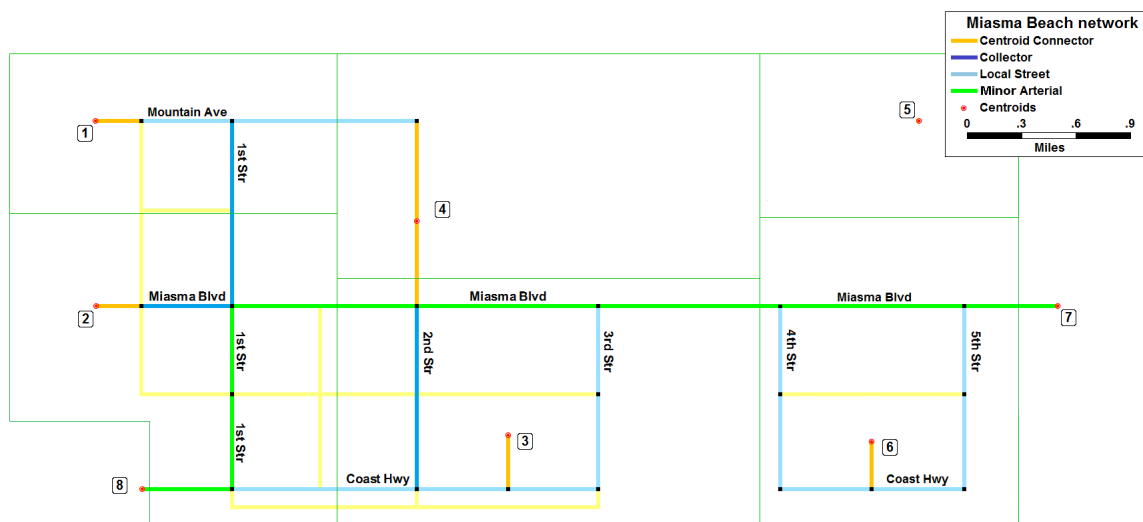 Miasma Beach network
Centroid Connector
Collector
Local Street
Minor Arterial
Centroids
0 .3 .6 .9
Miles
Mountain Ave
1
5
1st Str
4
Miasma Blvd
Miasma Blvd
Miasma Blvd
2
7
1st Str
2nd Str
3rd Str
4th Str
5th Str
1st Str
3
6
Coast Hwy
Coast Hwy
8